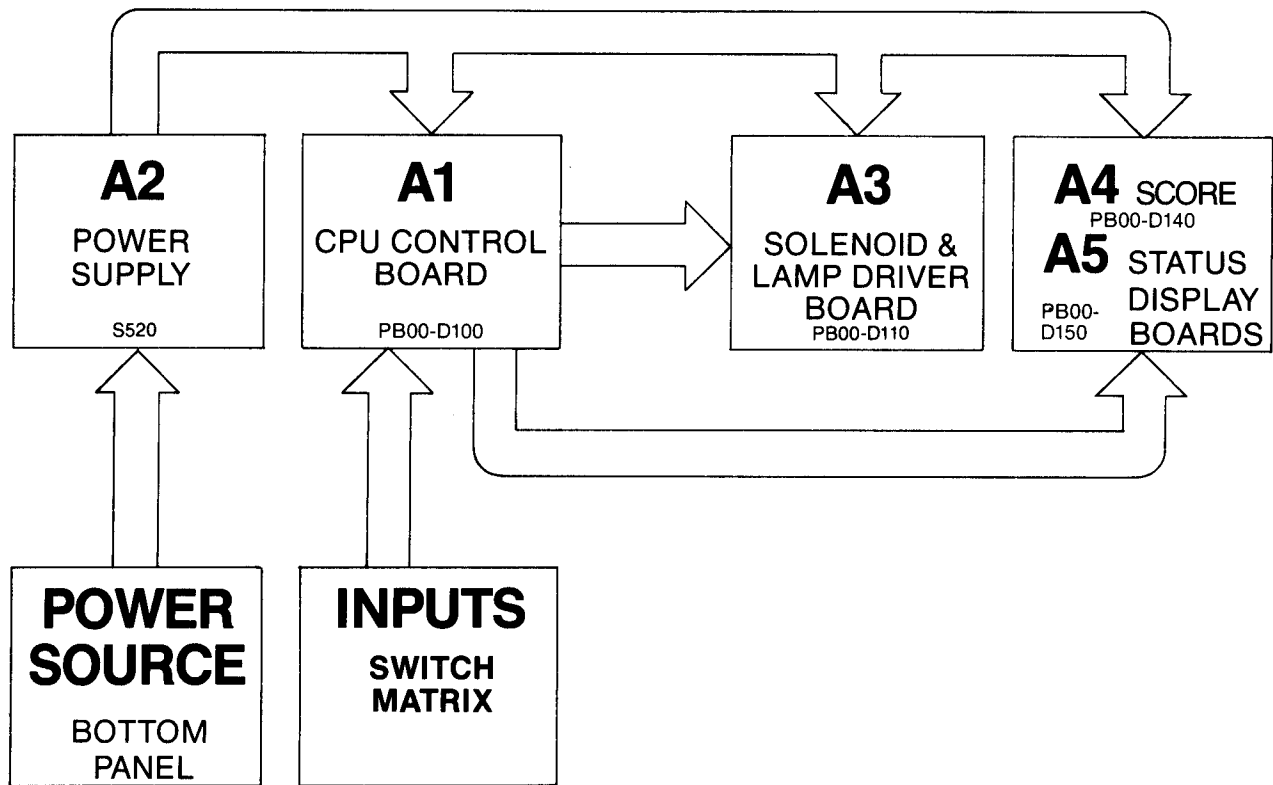 A2
POWER
SUPPLY
S520
A1
CPU CONTROL
BOARD
PB00-D100
A3
SOLENOID &
LAMP DRIVER
BOARD
PB00-D110
A4 SCORE
PB00-D140
A5 STATUS
DISPLAY
BOARDS
PB00-
D150
POWER
SOURCE
BOTTOM
PANEL
INPUTS
SWITCH
MATRIX